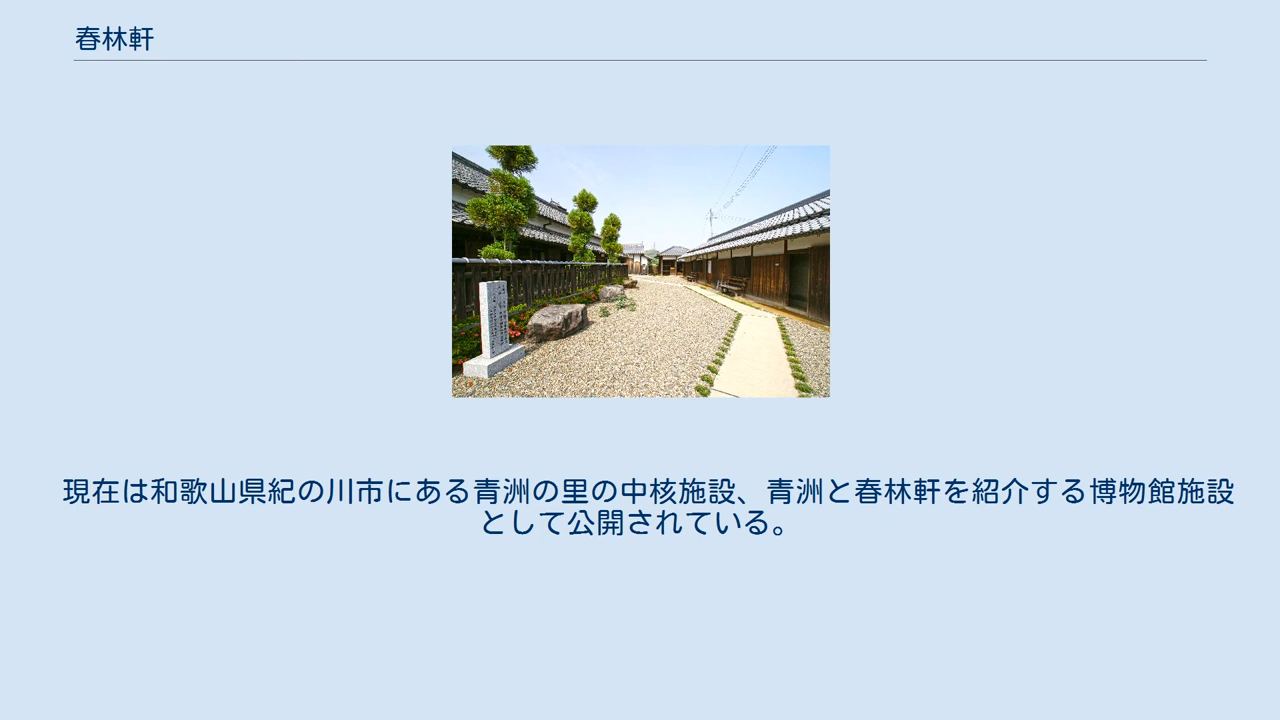 春林軒
現在は和歌山県紀の川市にある青洲の里の中核施設、青洲と春林軒を紹介する博物館施設
として公開されている。